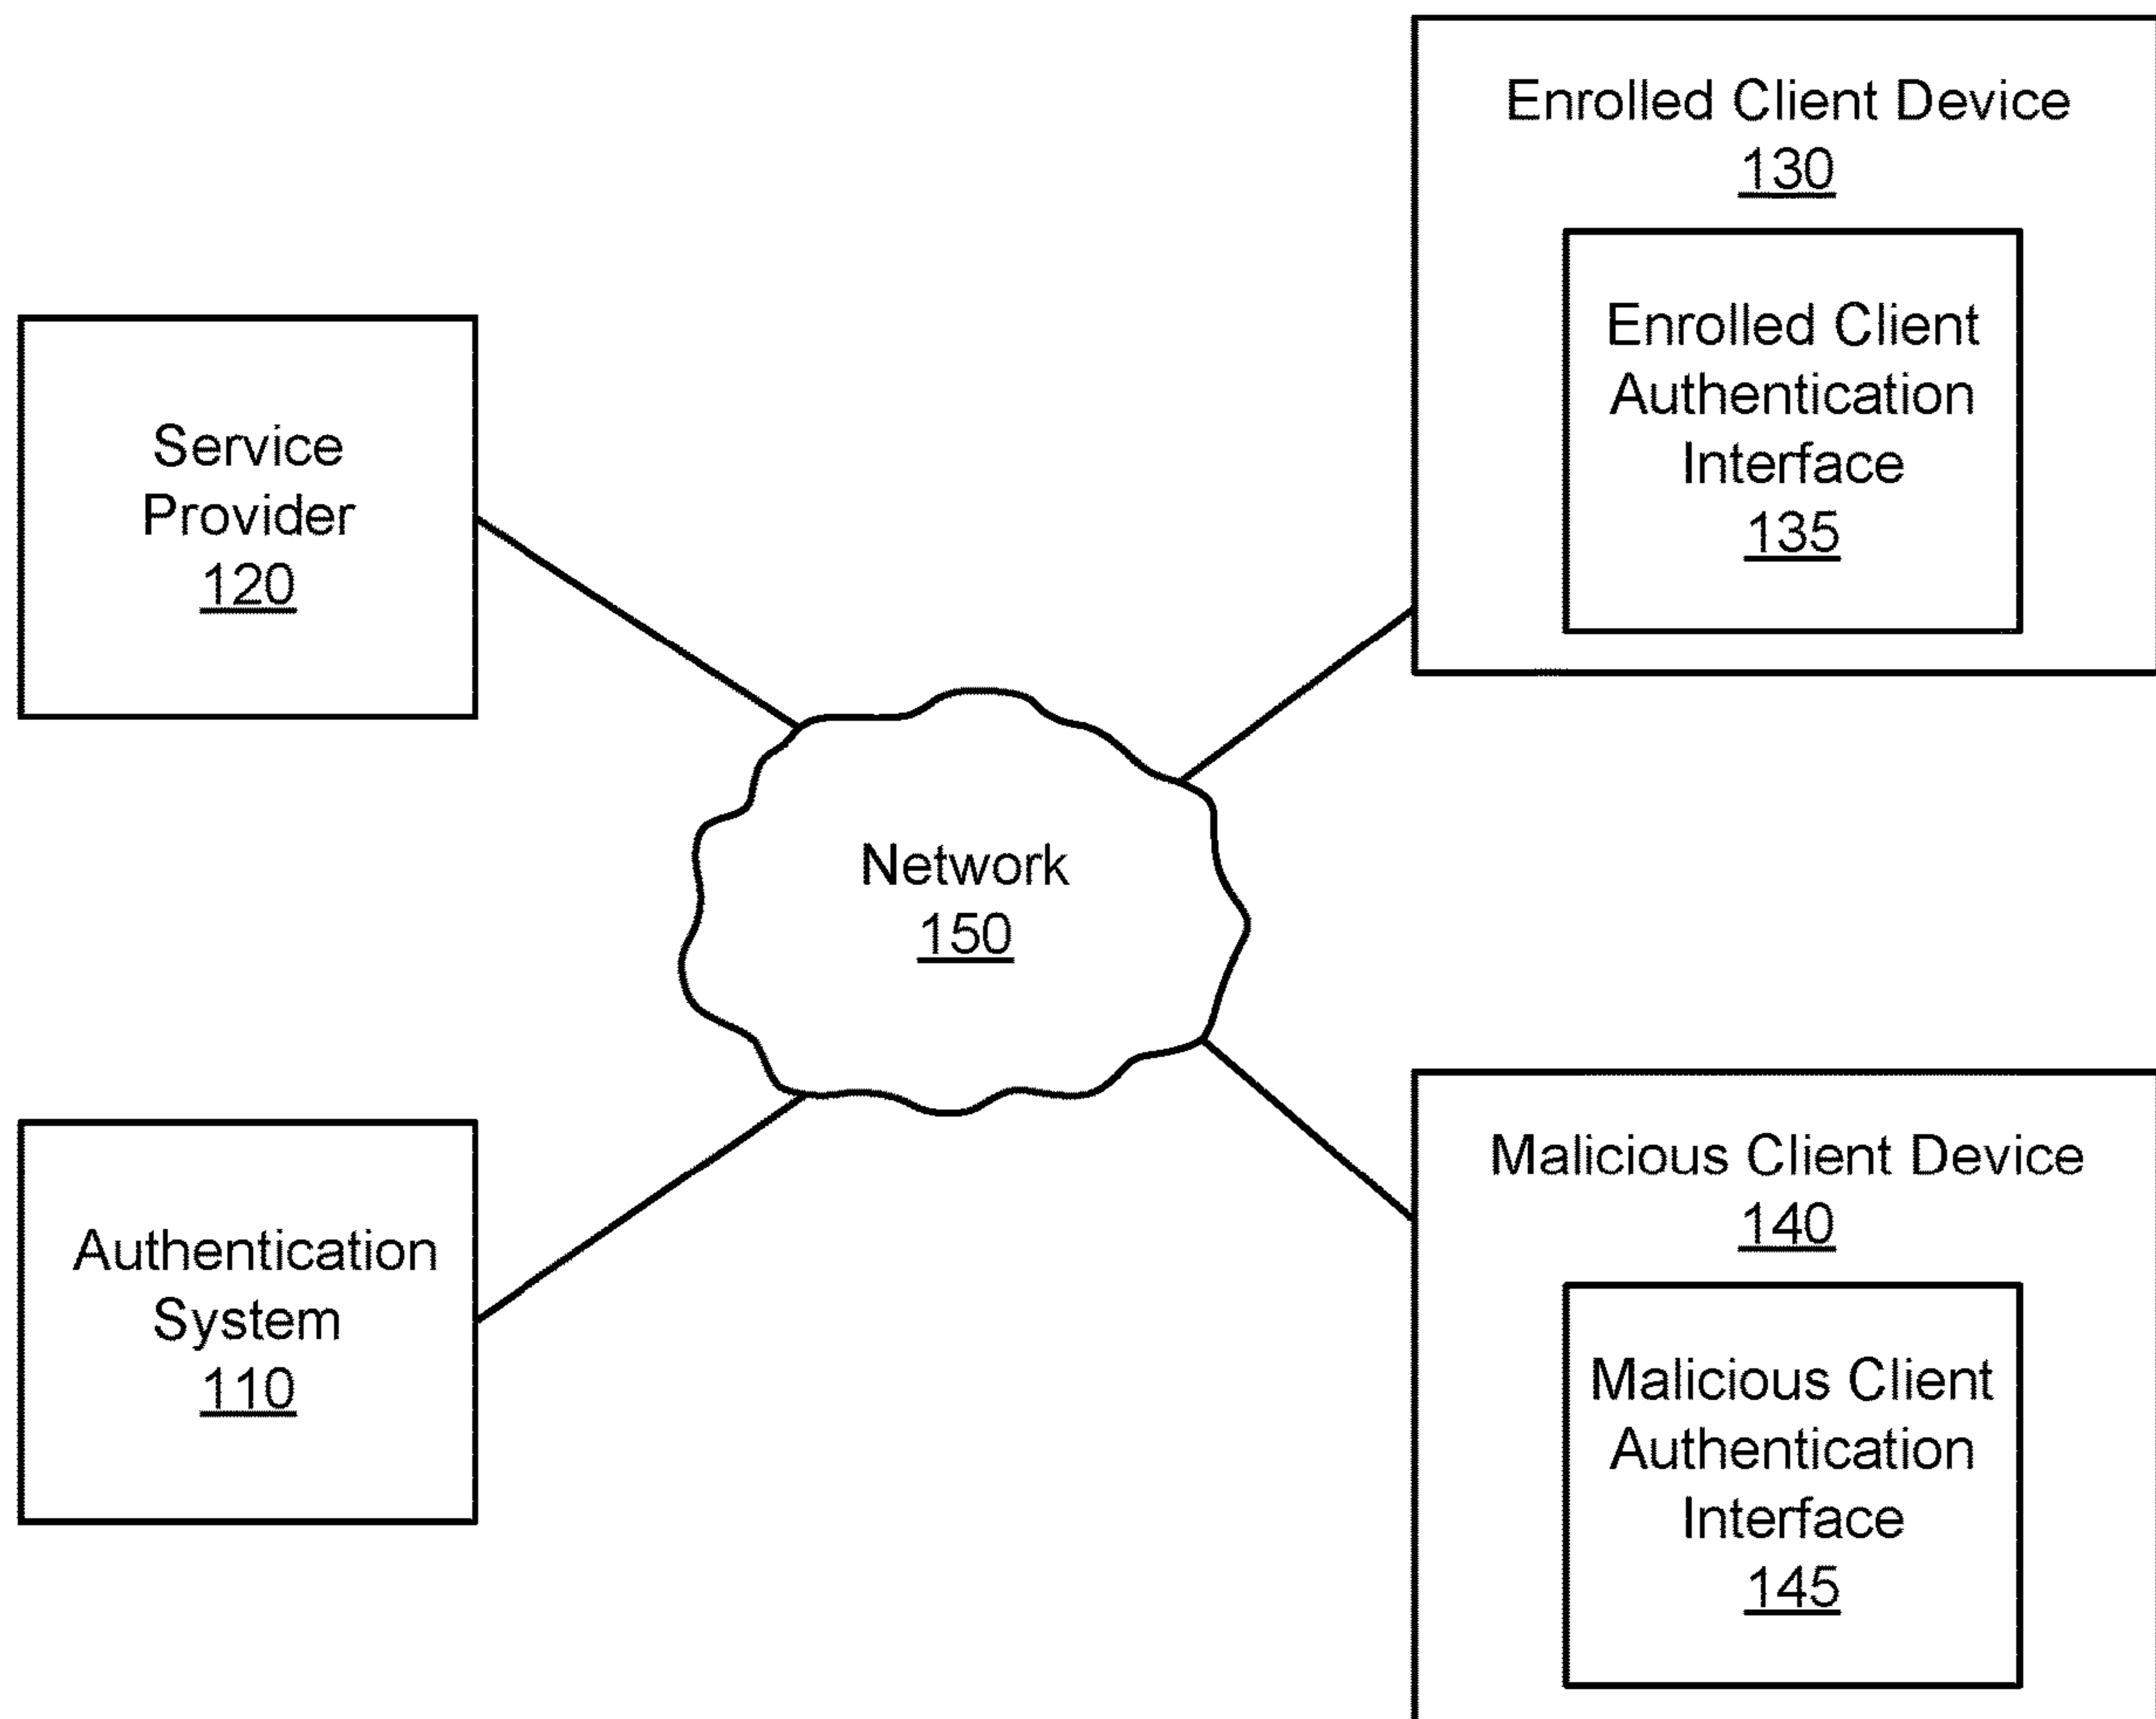 Enrolled Client Device
130
Enrolled Client
Authentication
Interface
135
Service
Provider
120
Network
150
Authentication
System
110
Malicious Client Device
140
Malicious Client
Authentication
Interface
145